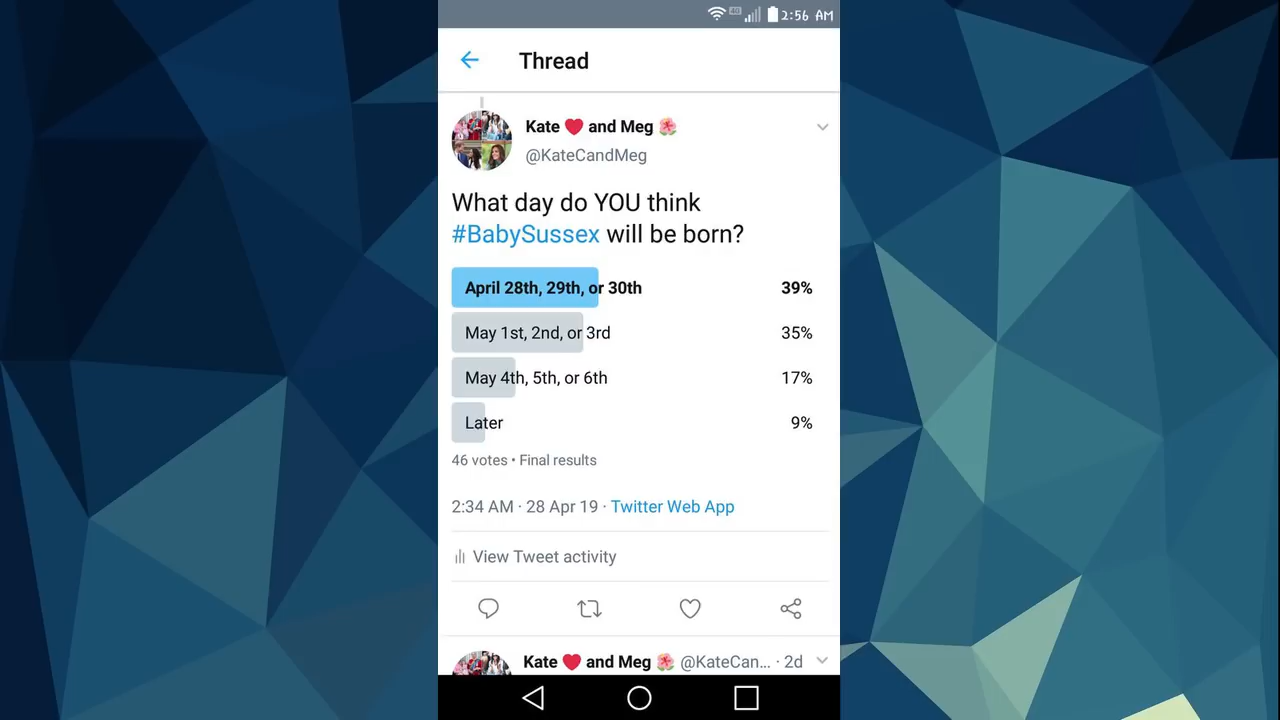 2:56 AM
Thread
Kate ❤️ and Meg 🌺
@KateCandMeg
What day do YOU think
#BabySussex will be born?
April 28th, 29th, or 30th 39%
May 1st, 2nd, or 3rd 35%
May 4th, 5th, or 6th 17%
Later 9%
46 votes • Final results
2:34 AM · 28 Apr 19 · Twitter Web App
View Tweet activity
Kate ❤️ and Meg 🌺 @KateCan... · 2d